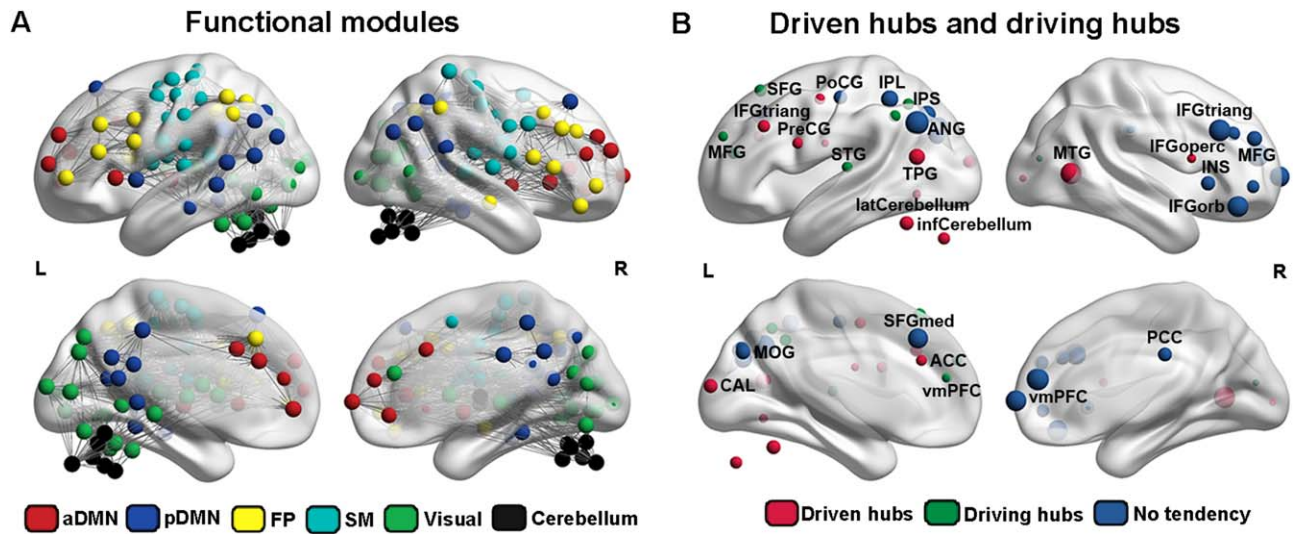 A Functional modules
B Driven hubs and driving hubs
SFG PoCG IPL
IFGtriang IPS
PreCG ANG
MFG STG
TPG
latCerebellum
infCerebellum
IFGtriang
IFGoperc
MTG MFG
INS
IFGorb
L R
L R
SFGmed
MOG ACC
CAL vmPFC
PCC
vmPFC
aDMN pDMN FP SM Visual Cerebellum
Driven hubs Driving hubs No tendency